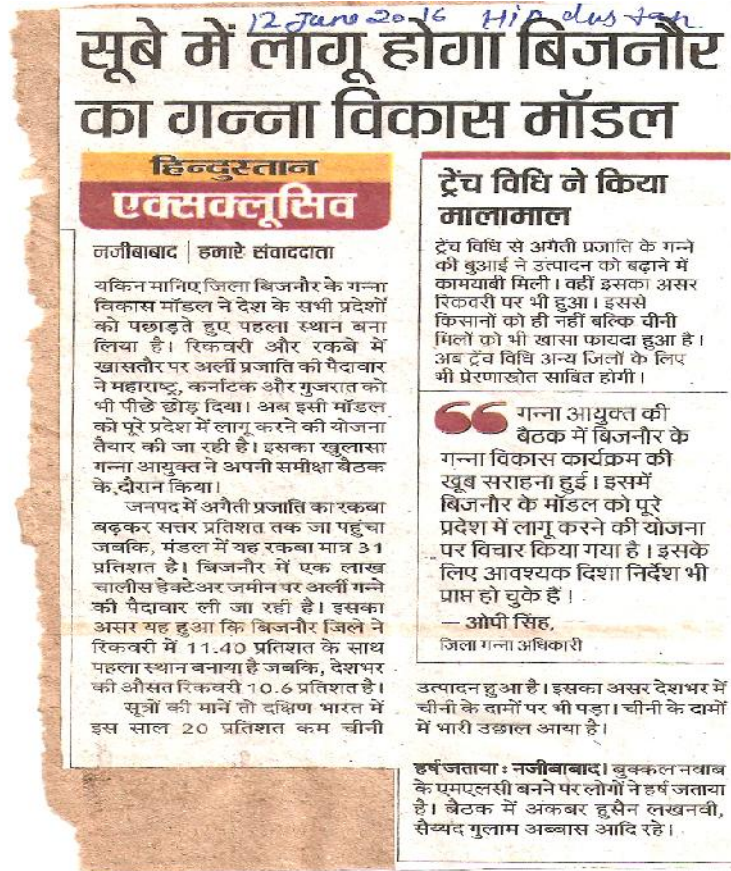 12 June 2016 Hindustan
सूबे में लागू होगा बिजनौर
का गन्ना विकास मॉडल
हिन्दुस्तान
एक्सक्लूसिव
नजीबाबाद | हमारे संवाददाता
यकिन मानिए जिला बिजनौर के गन्ना
विकास मॉडल ने देश के सभी प्रदेशों
को पछाड़ते हुए पहला स्थान बना
लिया है। रिकवरी और रकबे में
खासतौर पर अर्ली प्रजाति की पैदावार
ने महाराष्ट्र, कर्नाटक और गुजरात को
भी पीछे छोड़ दिया। अब इसी मॉडल
को पूरे प्रदेश में लागू करने की योजना
तैयार की जा रही है। इसका खुलासा
गन्ना आयुक्त ने अपनी समीक्षा बैठक
के दौरान किया।
जनपद में अगैती प्रजाति का रकबा
बढ़कर सत्तर प्रतिशत तक जा पहुंचा
जबकि, मंडल में यह रकबा मात्र 31
प्रतिशत है। बिजनौर में एक लाख
चालीस हेक्टेअर जमीन पर अर्ली गन्ने
की पैदावार ली जा रही है। इसका
असर यह हुआ कि बिजनौर जिले ने
रिकवरी में 11.40 प्रतिशत के साथ
पहला स्थान बनाया है जबकि, देशभर
की औसत रिकवरी 10.6 प्रतिशत है।
सूत्रों की मानें तो दक्षिण भारत में
इस साल 20 प्रतिशत कम चीनी
ट्रेंच विधि ने किया
मालामाल
ट्रेंच विधि से अगैती प्रजाति के गन्ने
की बुआई ने उत्पादन को बढ़ाने में
कामयाबी मिली। वहीं इसका असर
रिकवरी पर भी हुआ। इससे
किसानों को ही नहीं बल्कि चीनी
मिलों को भी खासा फायदा हुआ है।
अब ट्रेंच विधि अन्य जिलों के लिए
भी प्रेरणास्रोत साबित होगी।
गन्ना आयुक्त की
बैठक में बिजनौर के
गन्ना विकास कार्यक्रम की
खूब सराहना हुई। इसमें
बिजनौर के मॉडल को पूरे
प्रदेश में लागू करने की योजना
पर विचार किया गया है। इसके
लिए आवश्यक दिशा निर्देश भी
प्राप्त हो चुके हैं।
– ओपी सिंह,
जिला गन्ना अधिकारी
उत्पादन हुआ है। इसका असर देशभर में
चीनी के दामों पर भी पड़ा। चीनी के दामों
में भारी उछाल आया है।
हर्ष जताया : नजीबाबाद। बुक्कल नवाब
के एमएलसी बनने पर लोगों ने हर्ष जताया
है। बैठक में अकबर हुसैन लखनवी,
सैय्यद गुलाम अब्बास आदि रहे।